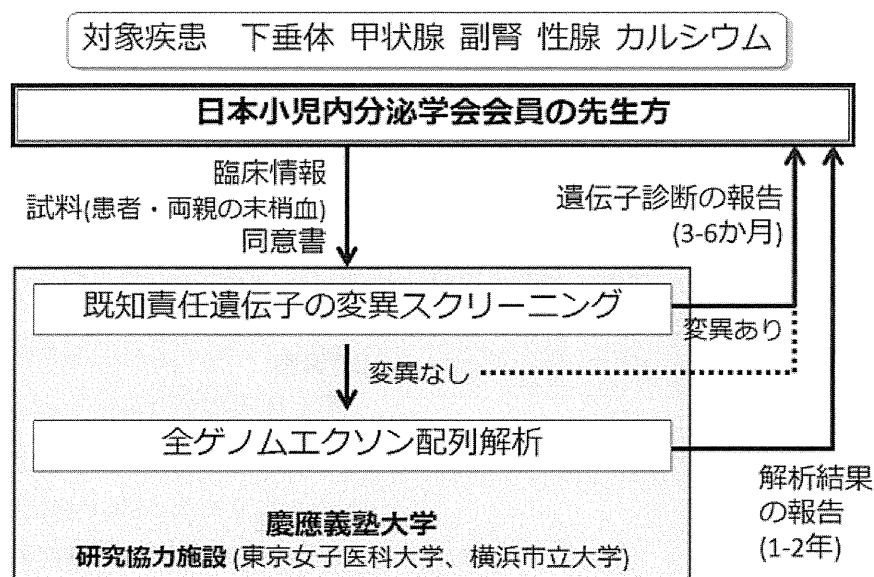 対象疾患 下垂体 甲状腺 副腎 性腺 カルシウム
日本小児内分泌学会会員の先生方
臨床情報
試料(患者・両親の末梢血)
同意書
遺伝子診断の報告
(3-6か月)
既知責任遺伝子の変異スクリーニング
変異あり
変異なし
全ゲノムエクソン配列解析
解析結果
の報告
(1-2年)
慶應義塾大学
研究協力施設 (東京女子医科大学、横浜市立大学)